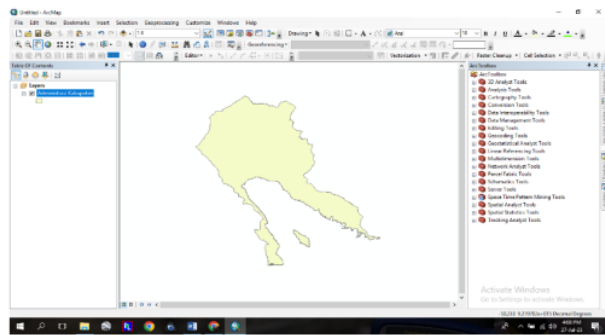 Untitled - ArcMap
File Edit View Bookmarks Insert Selection Geoprocessing Customize Windows Help
Drawing
Arial
10
B I U
Georeferencing
Editor
Vectorization
Raster Cleanup
Cell Selection
Table Of Contents
Layers
ArcToolbox
ArcToolbox
3D Analyst Tools
Analysis Tools
Cartography Tools
Conversion Tools
Data Interoperability Tools
Data Management Tools
Editing Tools
Geocoding Tools
Geostatistical Analyst Tools
Linear Referencing Tools
Multidimension Tools
Network Analyst Tools
Parcel Fabric Tools
Schematics Tools
Server Tools
Space Time Pattern Mining Tools
Spatial Analyst Tools
Spatial Statistics Tools
Tracking Analyst Tools
Activate Windows
Go to Settings to activate Windows.
Decimal Degrees